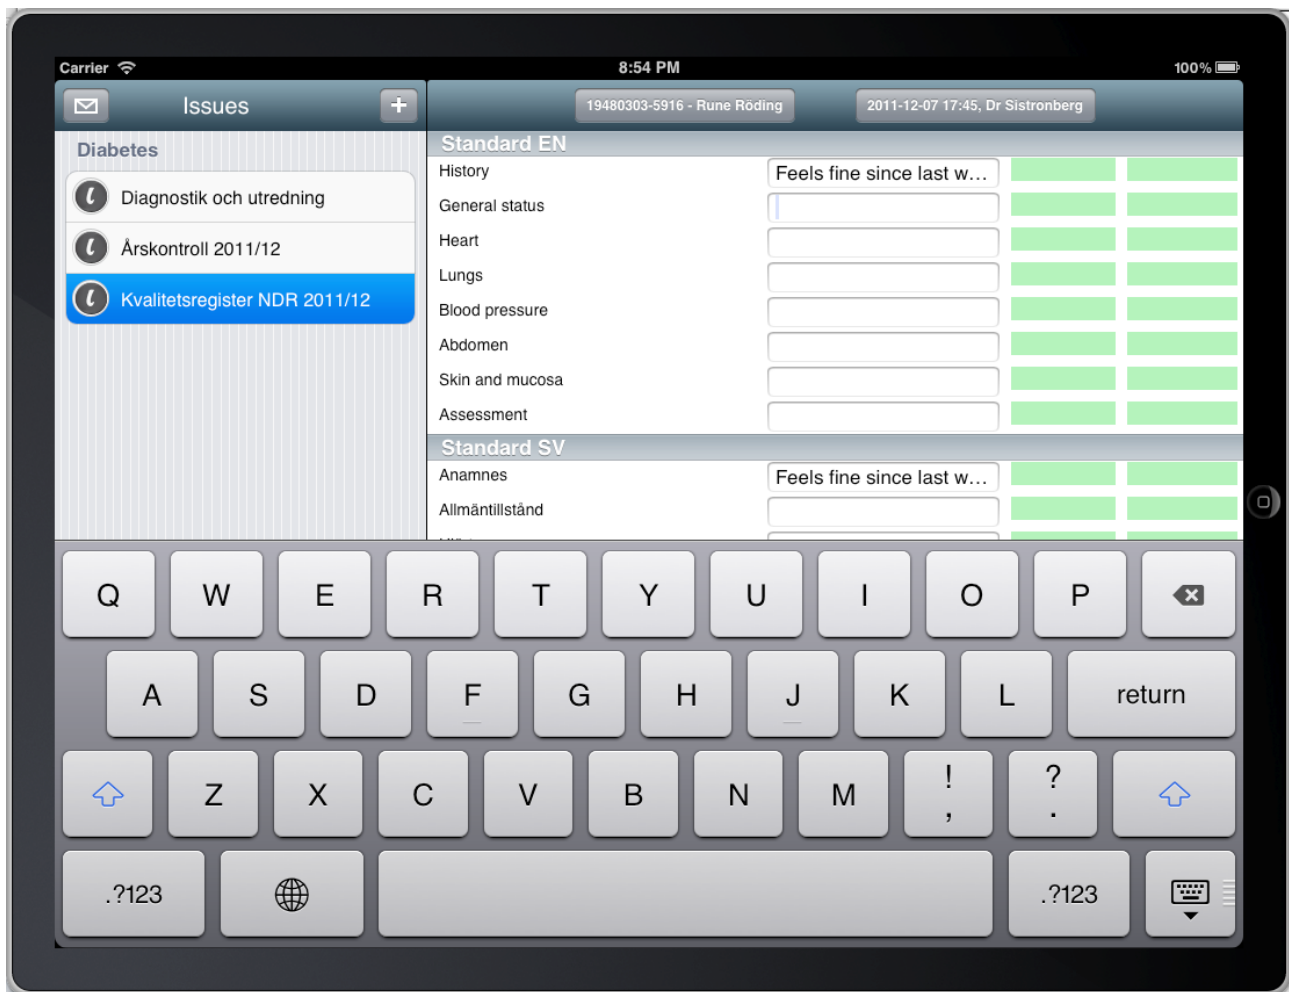 Carrier 8:54 PM 100%
Issues + 19480303-5916 - Rune Röding 2011-12-07 17:45, Dr Sistronberg
Diabetes
Diagnostik och utredning
Årskontroll 2011/12
Kvalitetsregister NDR 2011/12
Standard EN
History Feels fine since last w...
General status
Heart
Lungs
Blood pressure
Abdomen
Skin and mucosa
Assessment
Standard SV
Anamnes Feels fine since last w...
Allmäntillstånd
Q W E R T Y U I O P
A S D F G H J K L return
Z X C V B N M ! , ? .
.?123 .?123